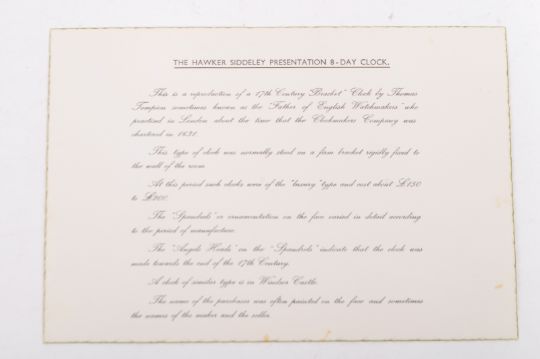 THE HAWKER SIDDELEY PRESENTATION 8-DAY CLOCK.
This is a reproduction of a 17th Century Bracket" Clock by Thomas
Tompion sometimes known as the "Father of English Watchmakers" who
practised in London about the time that the Clockmakers Company was
chartered in 1631.
This type of clock was normally stood on a firm bracket rigidly fixed to
the wall of the room.
At this period such clocks were of the "luxury" type and cost about £150
to £200.
The "Spandrels" or ornamentation on the face varied in detail according
to the period of manufacture.
The "Angels Heads" on the "Spandrels" indicate that the clock was
made towards the end of the 17th Century.
A clock of similar type is in Windsor Castle.
The name of the purchaser was often painted on the face and sometimes
the names of the maker and the seller.